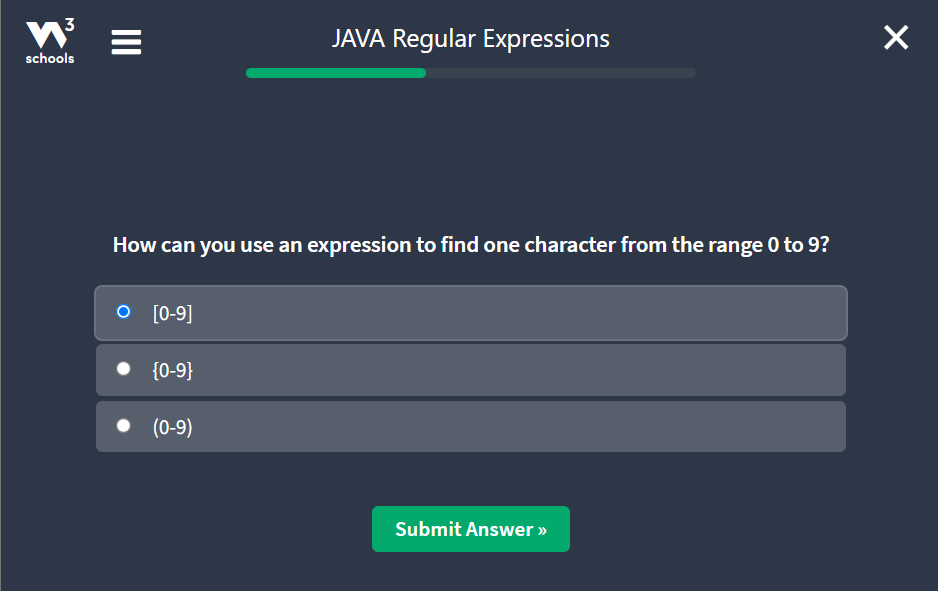 3
schools
JAVA Regular Expressions
How can you use an expression to find one character from the range 0 to 9?
[0-9]
{0-9}
(0-9)
Submit Answer »